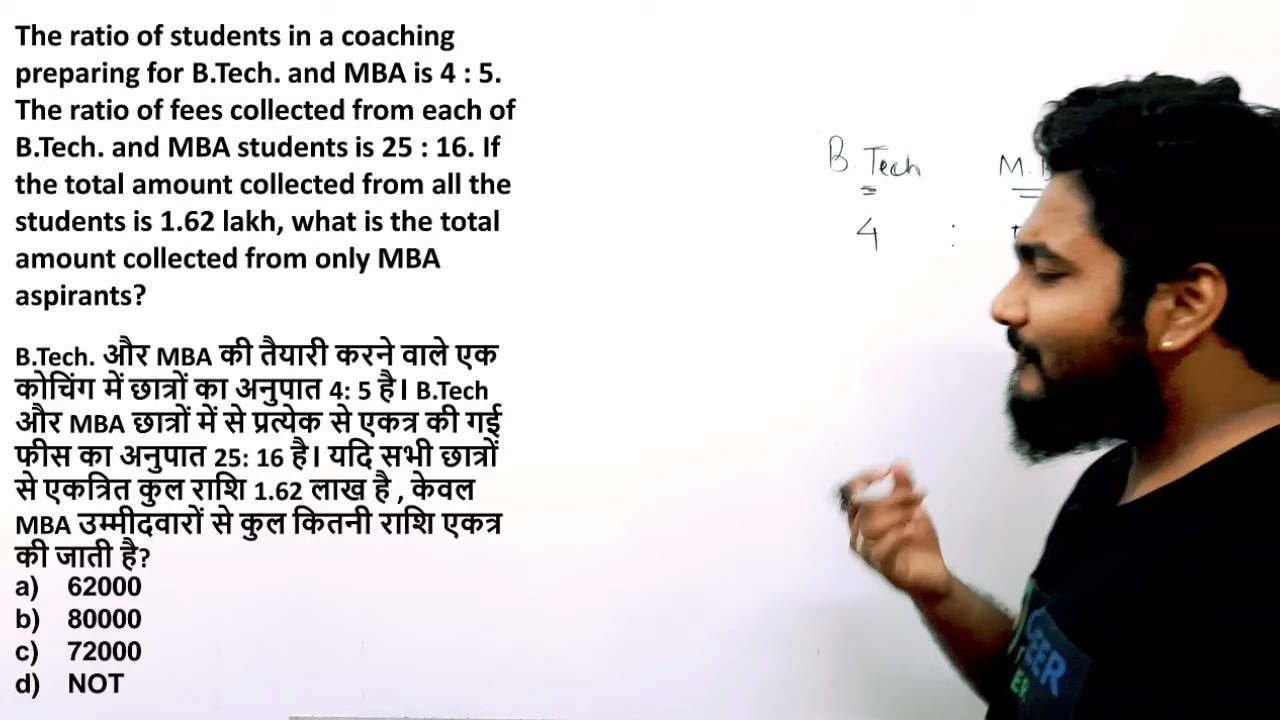 The ratio of students in a coaching
preparing for B.Tech. and MBA is 4 : 5.
The ratio of fees collected from each of
B.Tech. and MBA students is 25 : 16. If
the total amount collected from all the
students is 1.62 lakh, what is the total
amount collected from only MBA
aspirants?
B.Tech. और MBA की तैयारी करने वाले एक
कोचिंग में छात्रों का अनुपात 4: 5 है। B.Tech
और MBA छात्रों में से प्रत्येक से एकत्र की गई
फीस का अनुपात 25: 16 है। यदि सभी छात्रों
से एकत्रित कुल राशि 1.62 लाख है , केवल
MBA उम्मीदवारों से कुल कितनी राशि एकत्र
की जाती है?
a) 62000
b) 80000
c) 72000
d) NOT
B. Tech M.
4 :